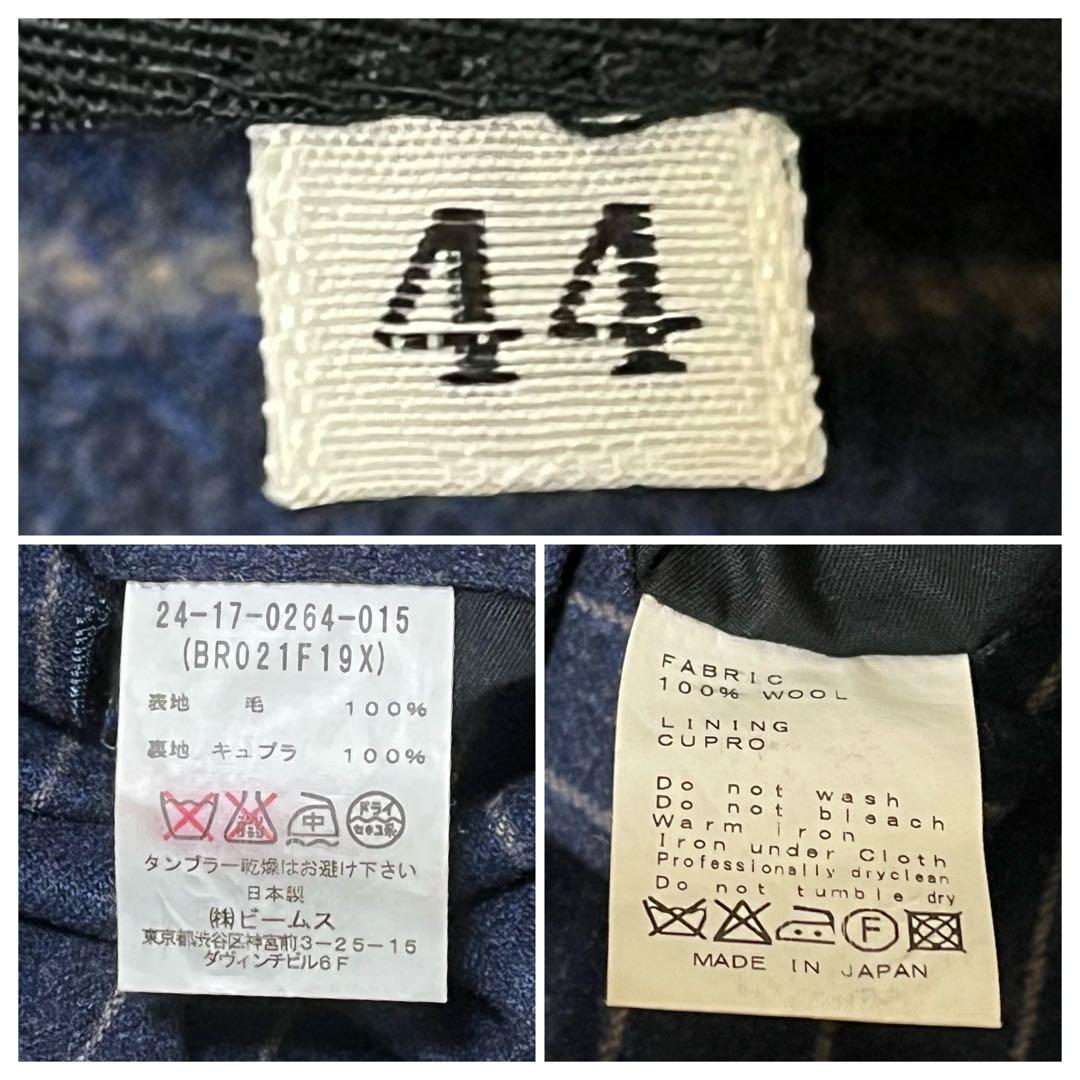 44
24-17-0264-015
(BR021F19X)
表地 毛 100%
裏地 キュプラ 100%
中
ドライ
セキユ系
タンブラー乾燥はお避け下さい
日本製
㈱ビームス
東京都渋谷区神宮前3-25-15
ダヴィンチビル6F
FABRIC
100% WOOL
LINING
CUPRO
Do not wash
Do not bleach
Warm iron
Iron under Cloth
Professionally dryclean
Do not tumble dry
F
MADE IN JAPAN